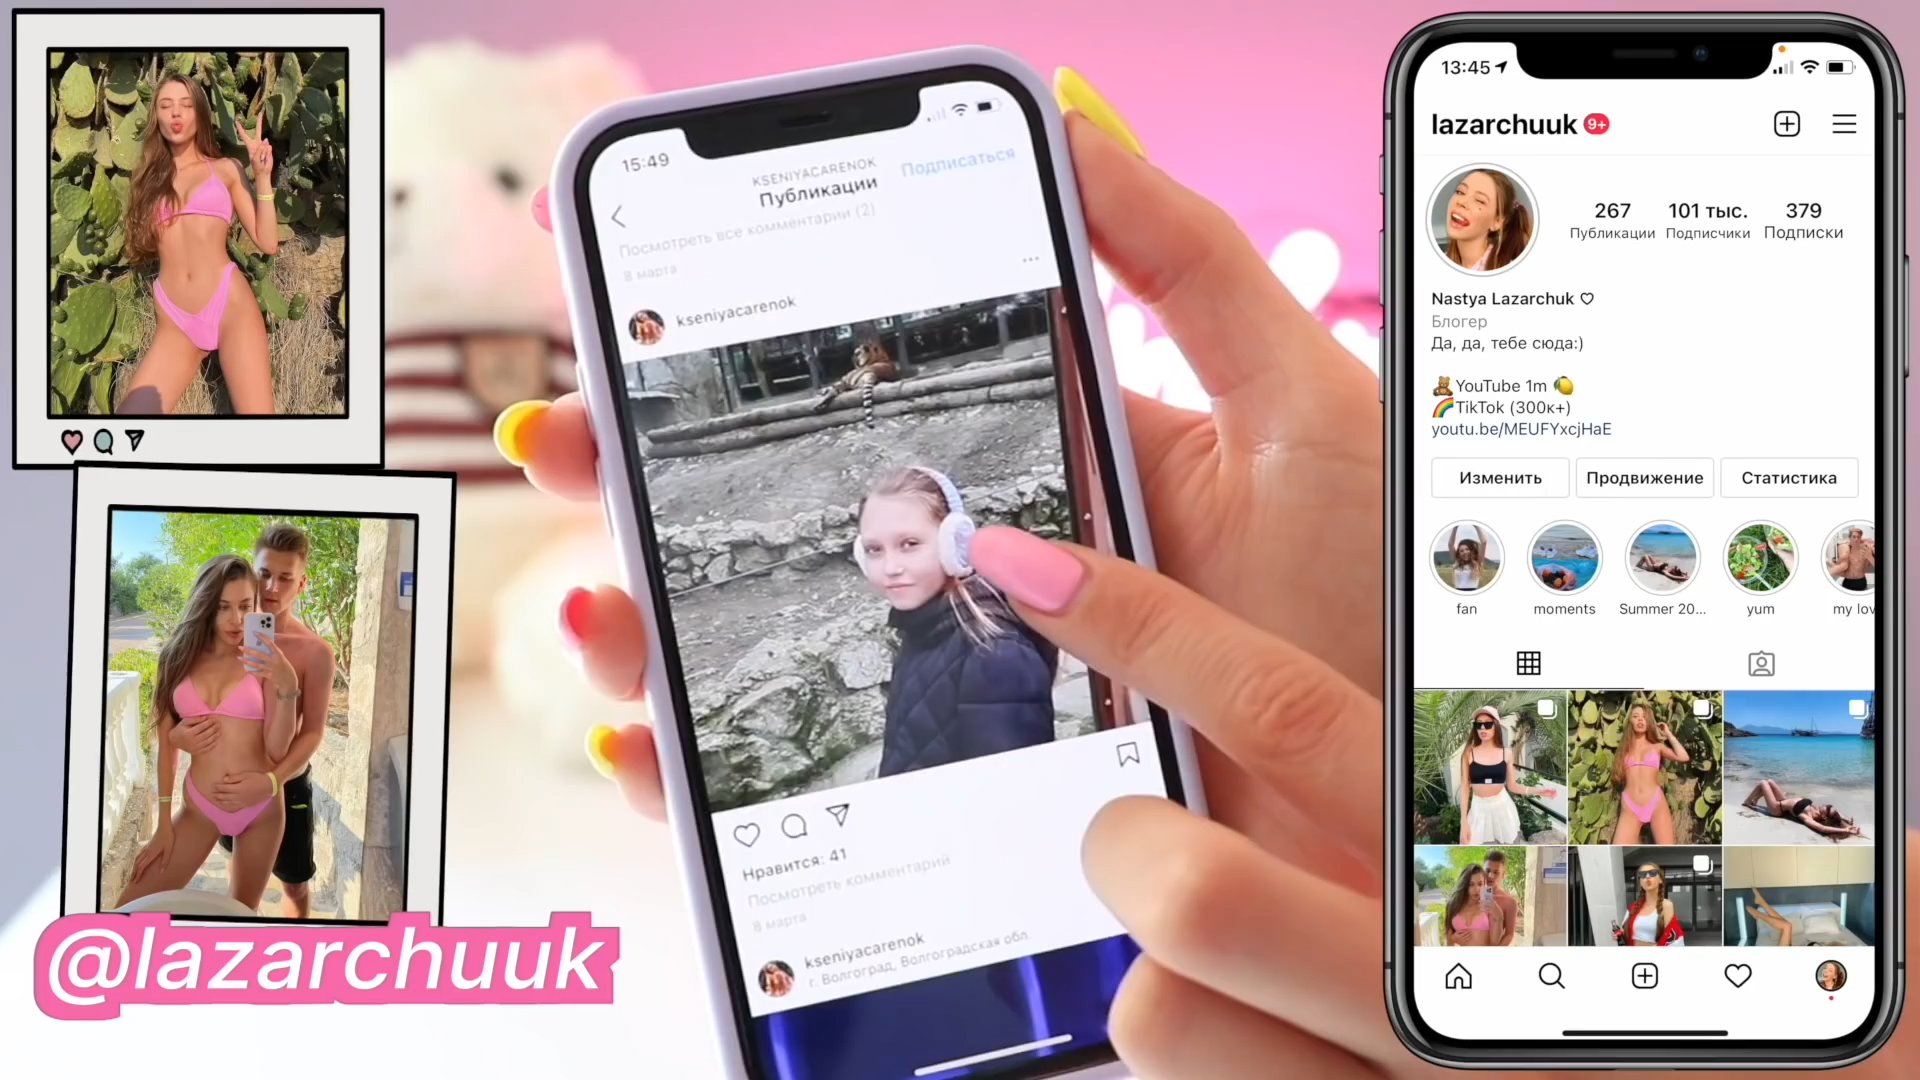 @lazarchuuk
15:49
KSENIYACARENOK
Публикации
Подписаться
Посмотреть все комментарии (2)
8 марта
kseniyacarenok
Нравится: 41
Посмотреть комментарий
8 марта
kseniyacarenok
г. Волгоград, Волгоградская обл.
13:45
lazarchuuk 9+
267 101 тыс. 379
Публикации Подписчики Подписки
Nastya Lazarchuk
Блогер
Да, да, тебе сюда:)
YouTube 1m
TikTok (300к+)
youtu.be/MEUFYxcjHaE
Изменить Продвижение Статистика
fan moments Summer 20... yum my lov